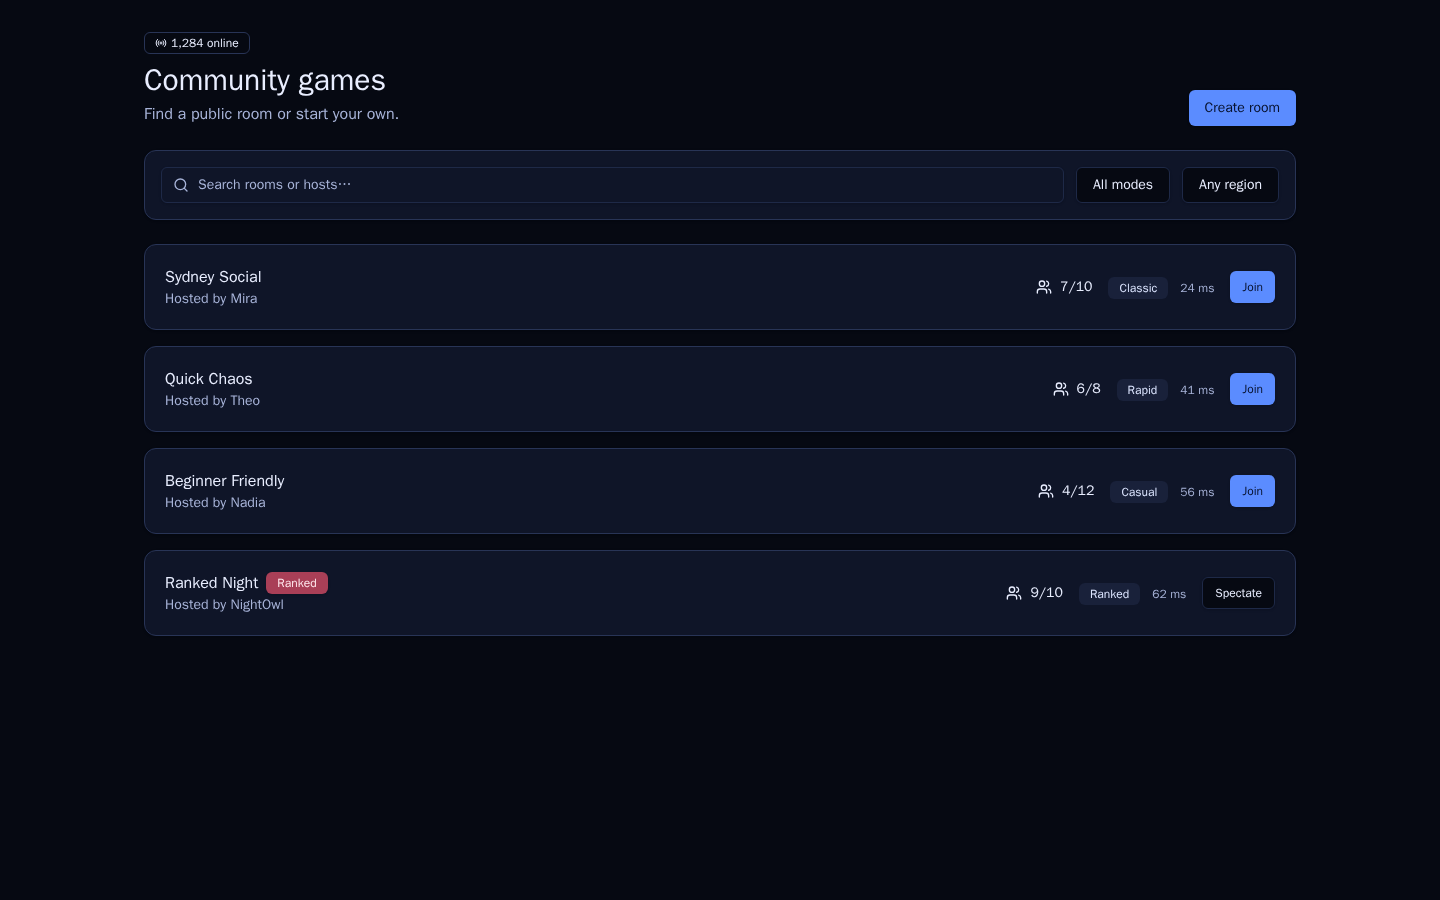 1,284 online
Community games
Find a public room or start your own.
Create room
Search rooms or hosts…
All modes
Any region
Sydney Social
Hosted by Mira
7/10
Classic
24 ms
Join
Quick Chaos
Hosted by Theo
6/8
Rapid
41 ms
Join
Beginner Friendly
Hosted by Nadia
4/12
Casual
56 ms
Join
Ranked Night
Ranked
Hosted by NightOwl
9/10
Ranked
62 ms
Spectate